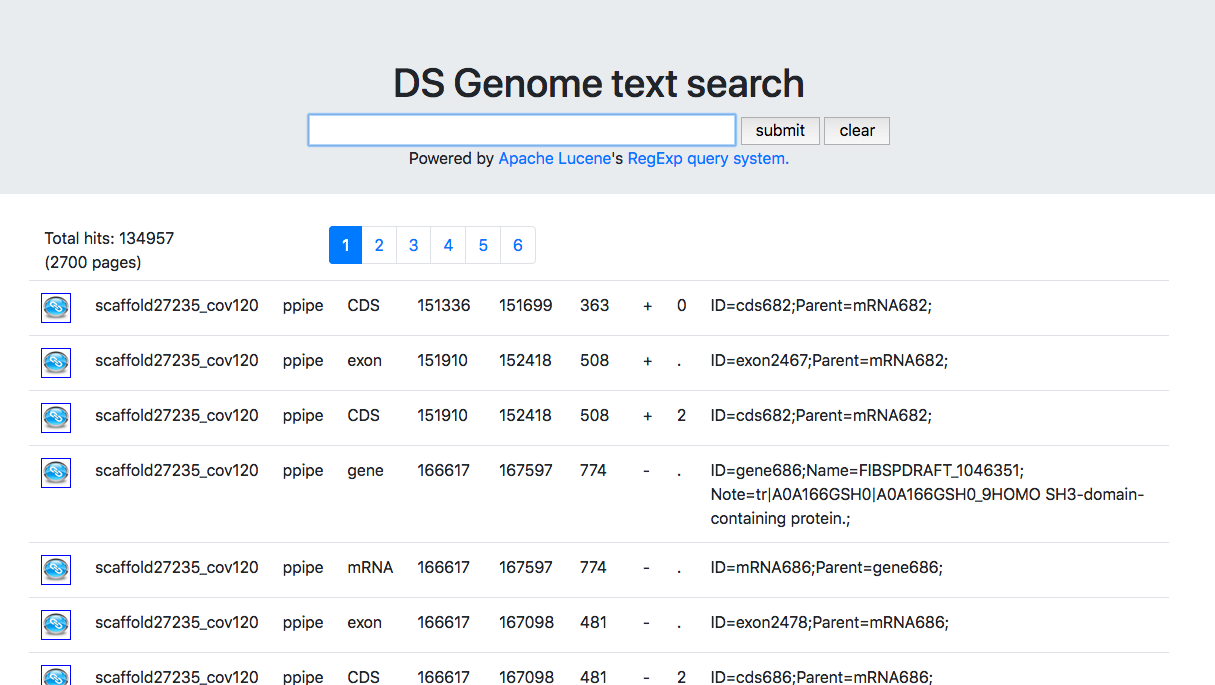 DS Genome text search
submit clear
Powered by Apache Lucene's RegExp query system.
Total hits: 134957
(2700 pages)
1 2 3 4 5 6
scaffold27235_cov120 ppipe CDS 151336 151699 363 + 0 ID=cds682;Parent=mRNA682;
scaffold27235_cov120 ppipe exon 151910 152418 508 + . ID=exon2467;Parent=mRNA682;
scaffold27235_cov120 ppipe CDS 151910 152418 508 + 2 ID=cds682;Parent=mRNA682;
scaffold27235_cov120 ppipe gene 166617 167597 774 - . ID=gene686;Name=FIBSPDRAFT_1046351;
Note=tr|A0A166GSH0|A0A166GSH0_9HOMO SH3-domain-
containing protein.;
scaffold27235_cov120 ppipe mRNA 166617 167597 774 - . ID=mRNA686;Parent=gene686;
scaffold27235_cov120 ppipe exon 166617 167098 481 - . ID=exon2478;Parent=mRNA686;
scaffold27235_cov120 ppipe CDS 166617 167098 481 - 2 ID=cds686;Parent=mRNA686;